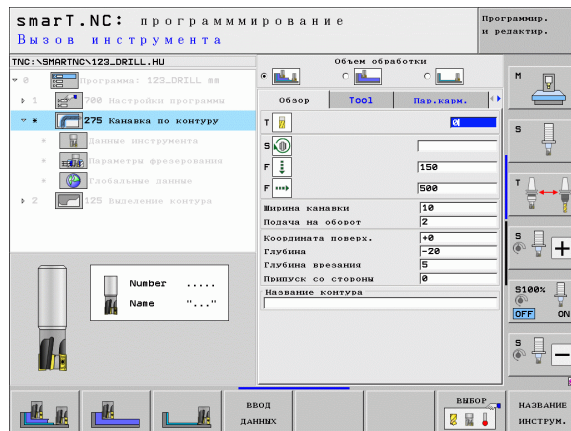 smarT.NC: программмирование
Программир.
и редактир.
Вызов инструмента
TNC:\SMARTNC\123_DRILL.HU
Объем обработки
0 Программа: 123_DRILL мм
1 700 Настройки программы
* 275 Канавка по контуру
* Данные инструмента
* Параметры фрезерования
* Глобальные данные
2 125 Выделение контура
Обзор Tool Пар.карм.
T 0
S
F 150
F 500
Ширина канавки 10
Подача на оборот 2
Координата поверх. +0
Глубина -20
Глубина врезания 5
Припуск со стороны 0
Название контура
Number .....
Name "..."
M
S
T
S
S100%
OFF ON
S
ВВОД
ДАННЫХ
ВЫБОР
НАЗВАНИЕ
ИНСТРУМ.